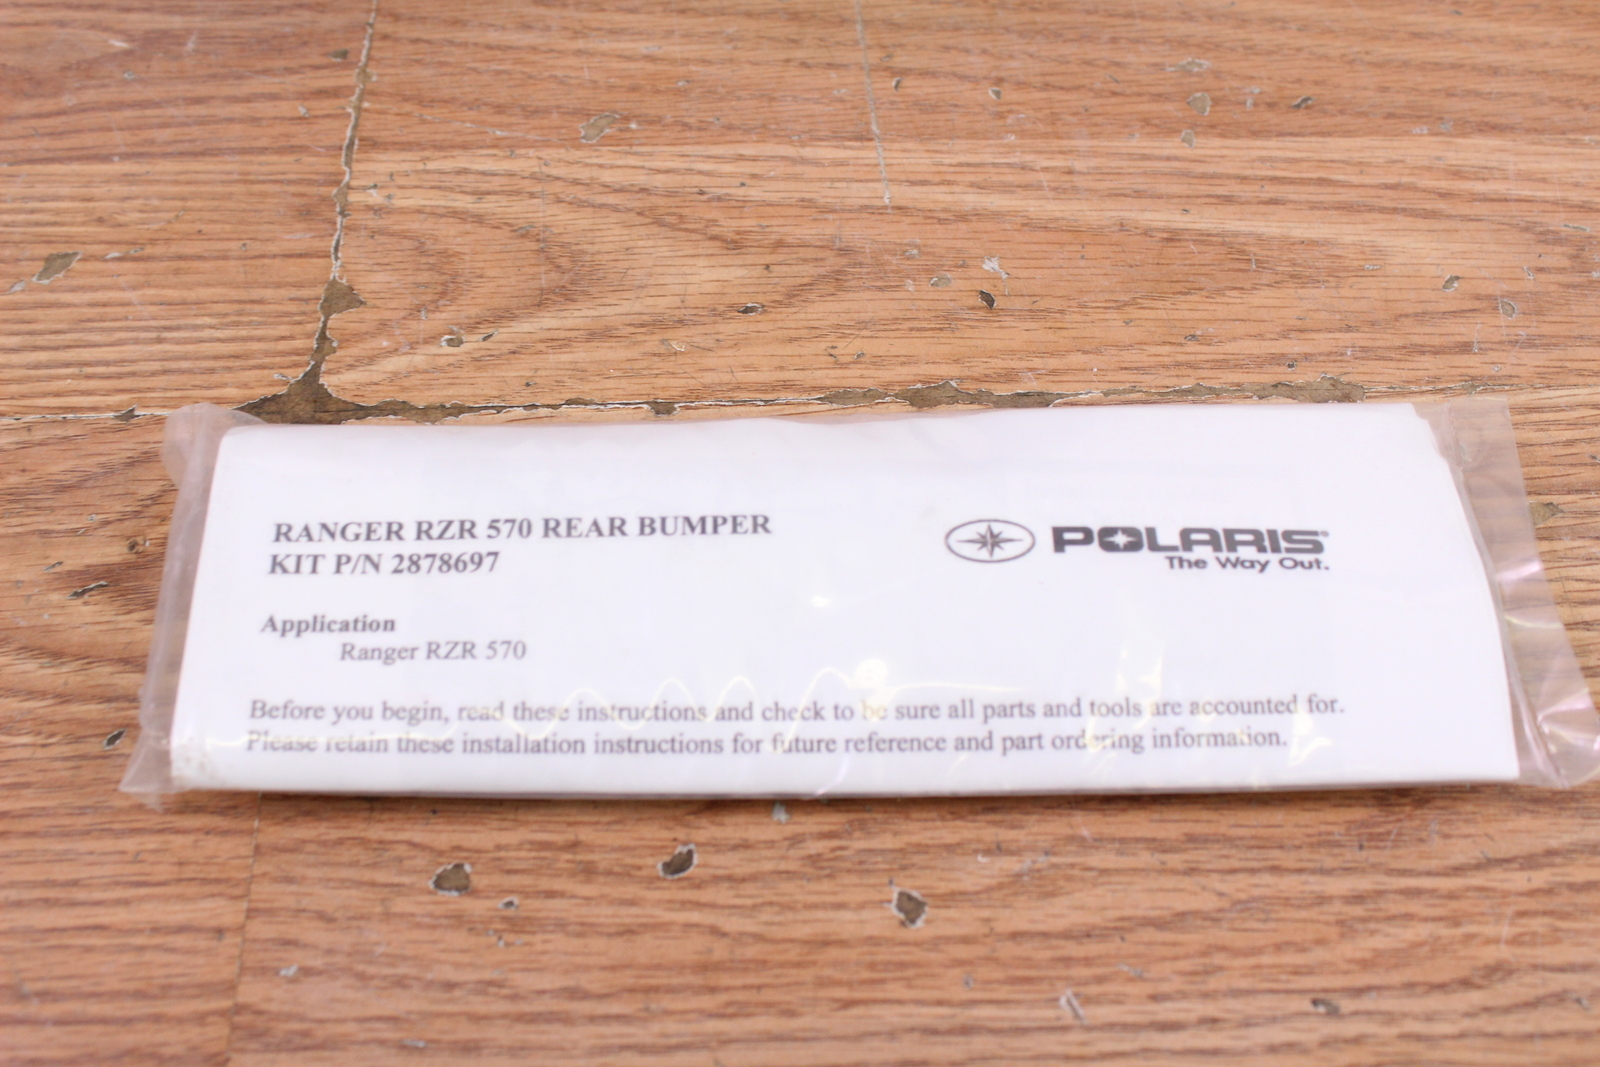 RANGER RZR 570 REAR BUMPER
KIT P/N 2878697
POLARIS®
The Way Out.
Application
Ranger RZR 570
Before you begin, read these instructions and check to be sure all parts and tools are accounted for.
Please retain these installation instructions for future reference and part ordering information.